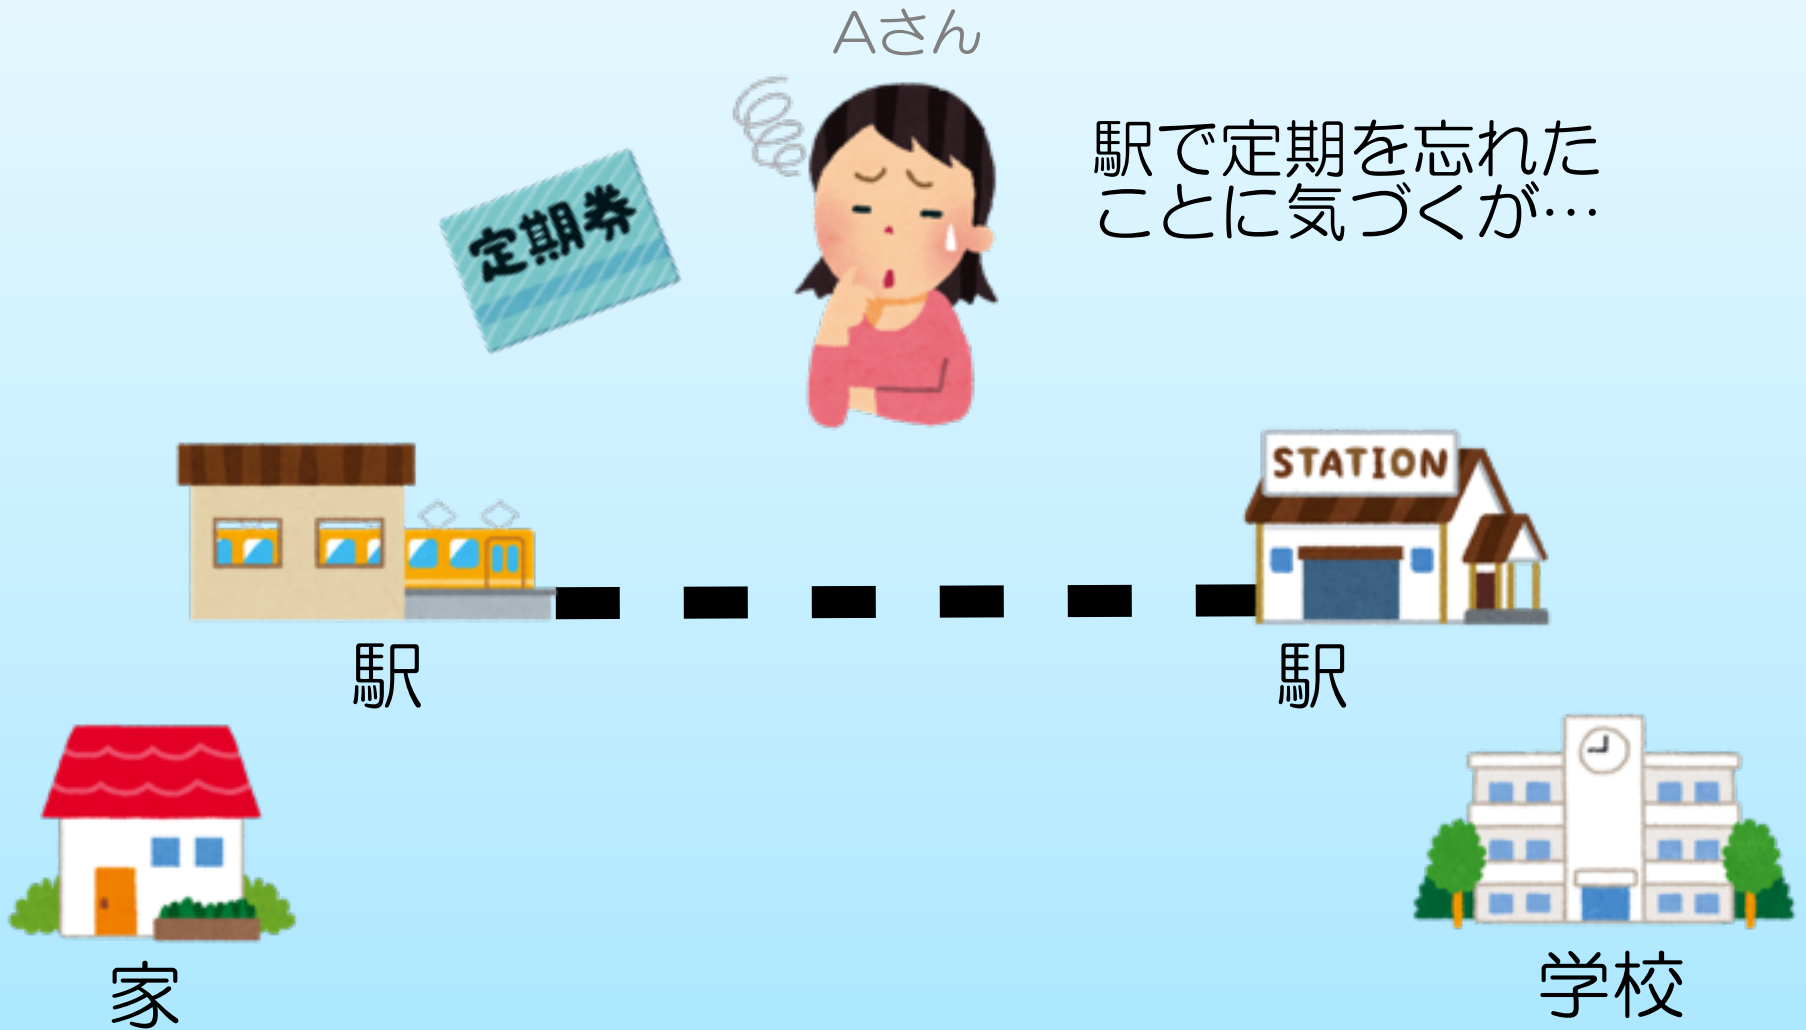 Aさん
駅で定期を忘れた
ことに気づくが…
定期券
STATION
駅
駅
家
学校